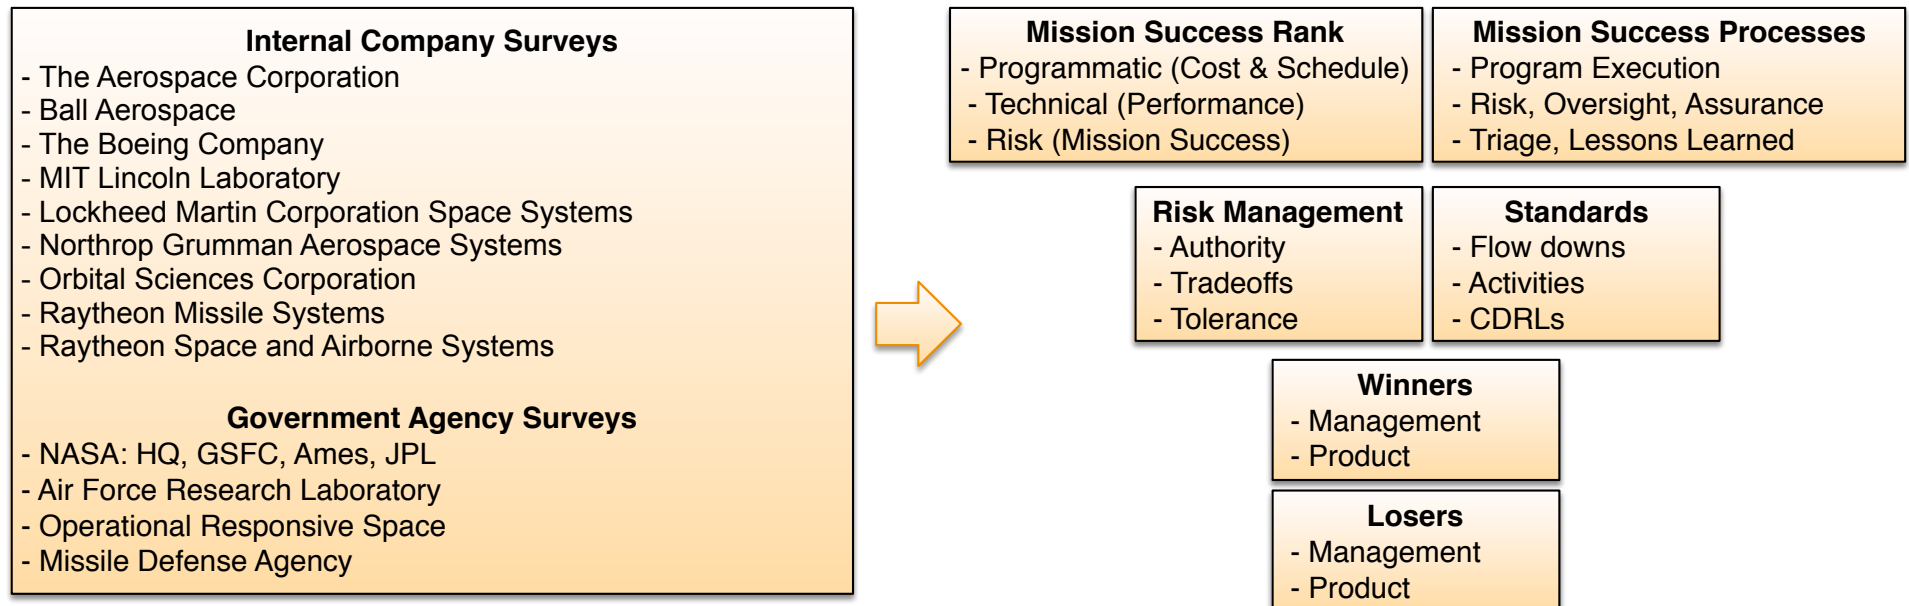 Internal Company Surveys
- The Aerospace Corporation
- Ball Aerospace
- The Boeing Company
- MIT Lincoln Laboratory
- Lockheed Martin Corporation Space Systems
- Northrop Grumman Aerospace Systems
- Orbital Sciences Corporation
- Raytheon Missile Systems
- Raytheon Space and Airborne Systems
Government Agency Surveys
- NASA: HQ, GSFC, Ames, JPL
- Air Force Research Laboratory
- Operational Responsive Space
- Missile Defense Agency
Mission Success Rank
- Programmatic (Cost & Schedule)
- Technical (Performance)
- Risk (Mission Success)
Mission Success Processes
- Program Execution
- Risk, Oversight, Assurance
- Triage, Lessons Learned
Risk Management
- Authority
- Tradeoffs
- Tolerance
Standards
- Flow downs
- Activities
- CDRLs
Winners
- Management
- Product
Losers
- Management
- Product